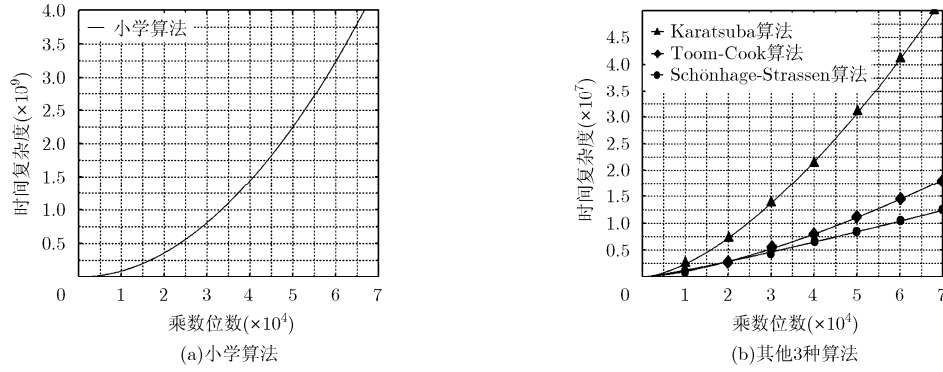 小学算法
4.0
3.5
3.0
2.5
2.0
1.5
1.0
0.5
0
1 2 3 4 5 6 7
时间复杂度(×10⁹)
乘数位数(×10⁴)
(a)小学算法
Karatsuba算法
Toom-Cook算法
Schönhage-Strassen算法
4.5
4.0
3.5
3.0
2.5
2.0
1.5
1.0
0.5
0
1 2 3 4 5 6 7
时间复杂度(×10⁷)
乘数位数(×10⁴)
(b)其他3种算法